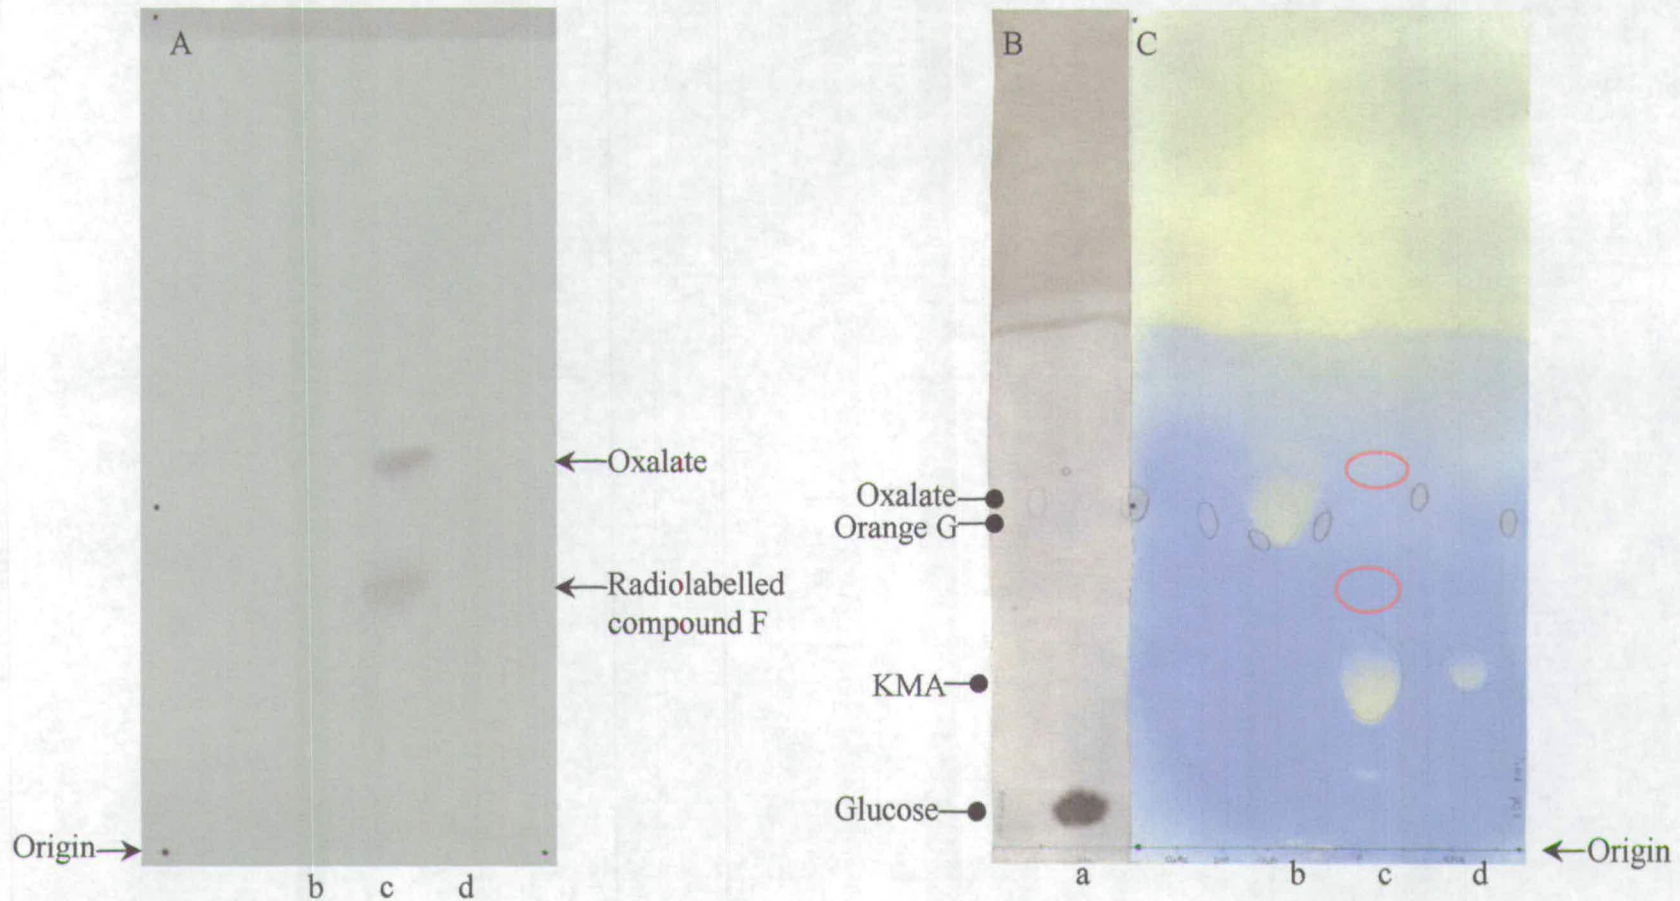 A
B
C
Oxalate
Oxalate
Orange G
Radiolabelled
compound F
KMA
Glucose
Origin
Origin
b
c
d
a
b
c
d